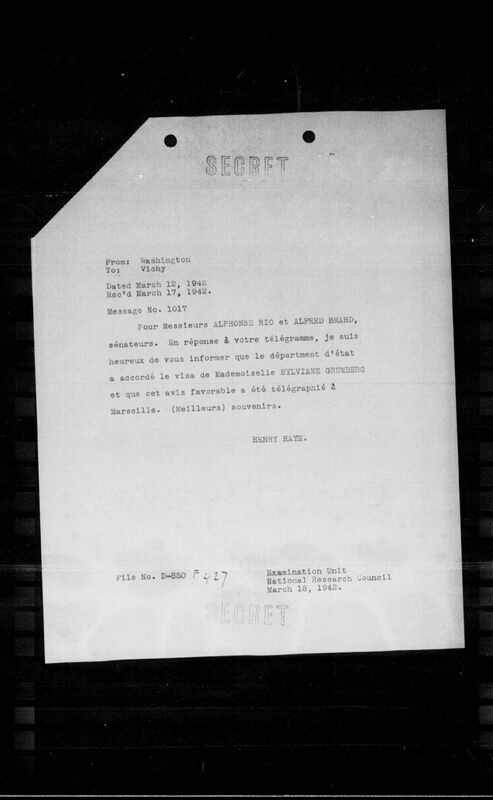 SECRET
From: Washington
To: Vichy
Dated March 12, 1942
Rec'd March 17, 1942.
Message No. 1017
Pour Messieurs ALPHONSE RIO et ALFRED BRARD,
sénateurs. En réponse à votre télégramme, je suis
heureux de vous informer que le départment d'état
a accordé le visa de Mademoiselle SYLVIANE GRUMBERG
et que cet avis favorable a été télégraphié à
Marseille. (Meilleurs) souvenirs.
HENRY HAYE.
File No. D-850 F 427
Examination Unit
National Research Council
March 18, 1942.
SECRET